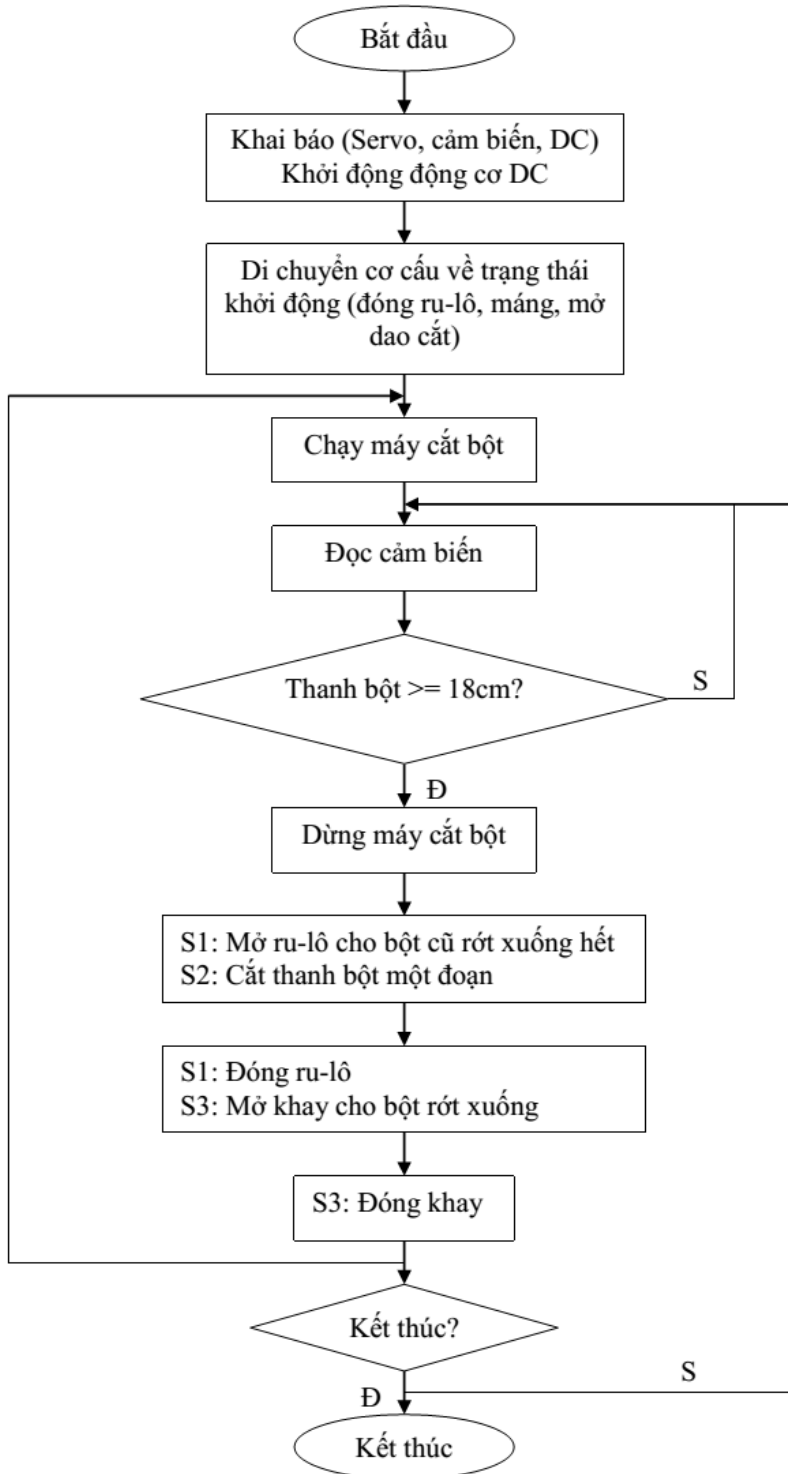 Bắt đầu
Khai báo (Servo, cảm biến, DC)
Khởi động động cơ DC
Di chuyển cơ cấu về trạng thái
khởi động (đóng ru-lô, máng, mở
dao cắt)
Chạy máy cắt bột
Đọc cảm biến
Thanh bột >= 18cm?
S
Đ
Dừng máy cắt bột
S1: Mở ru-lô cho bột cũ rớt xuống hết
S2: Cắt thanh bột một đoạn
S1: Đóng ru-lô
S3: Mở khay cho bột rớt xuống
S3: Đóng khay
Kết thúc?
S
Đ
Kết thúc